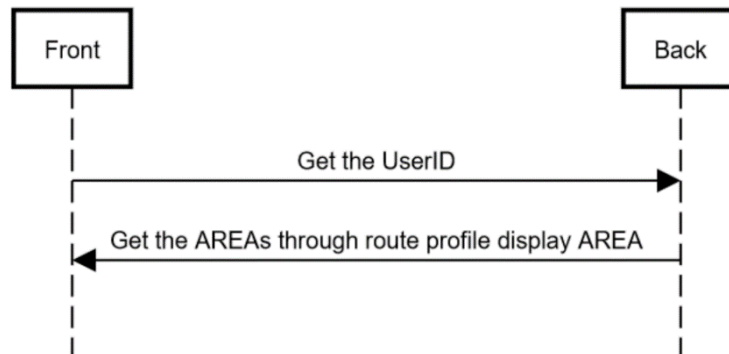 Front
Back
Get the UserID
Get the AREAs through route profile display AREA